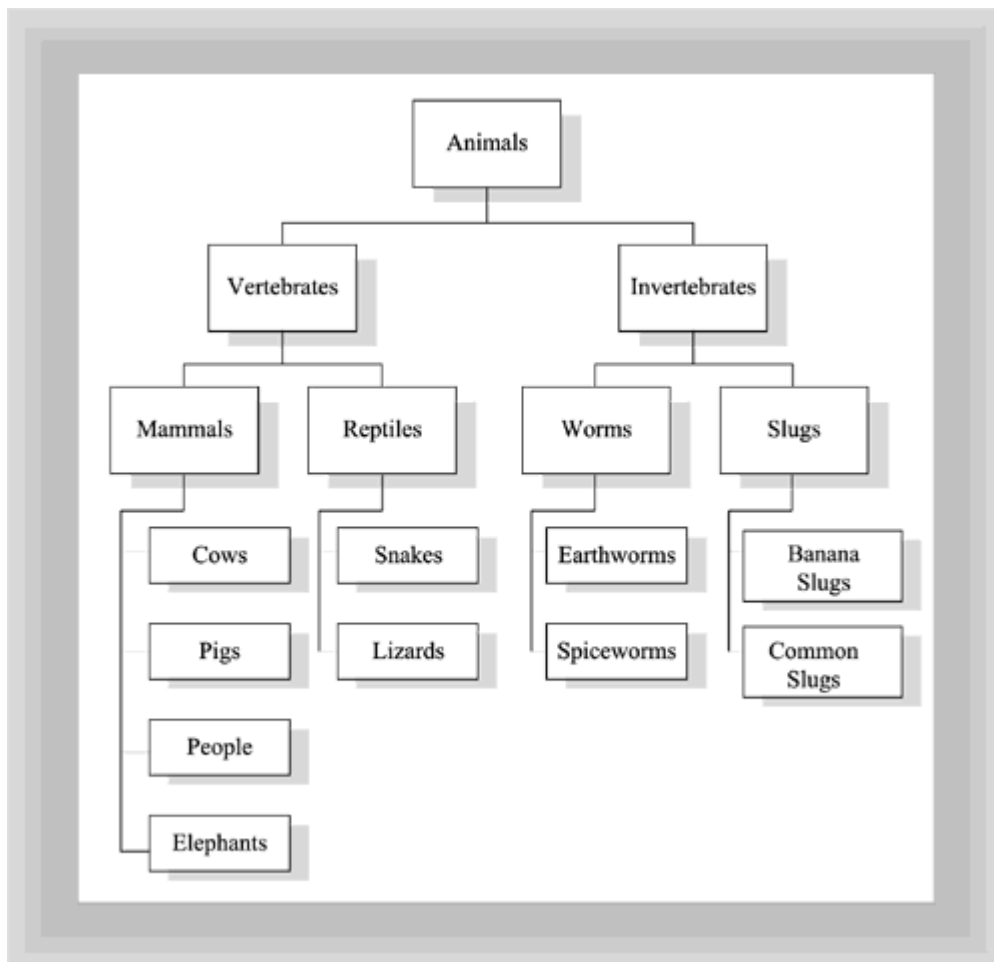 Animals
Vertebrates
Invertebrates
Mammals
Reptiles
Worms
Slugs
Cows
Snakes
Earthworms
Banana
Slugs
Pigs
Lizards
Spiceworms
Common
Slugs
People
Elephants